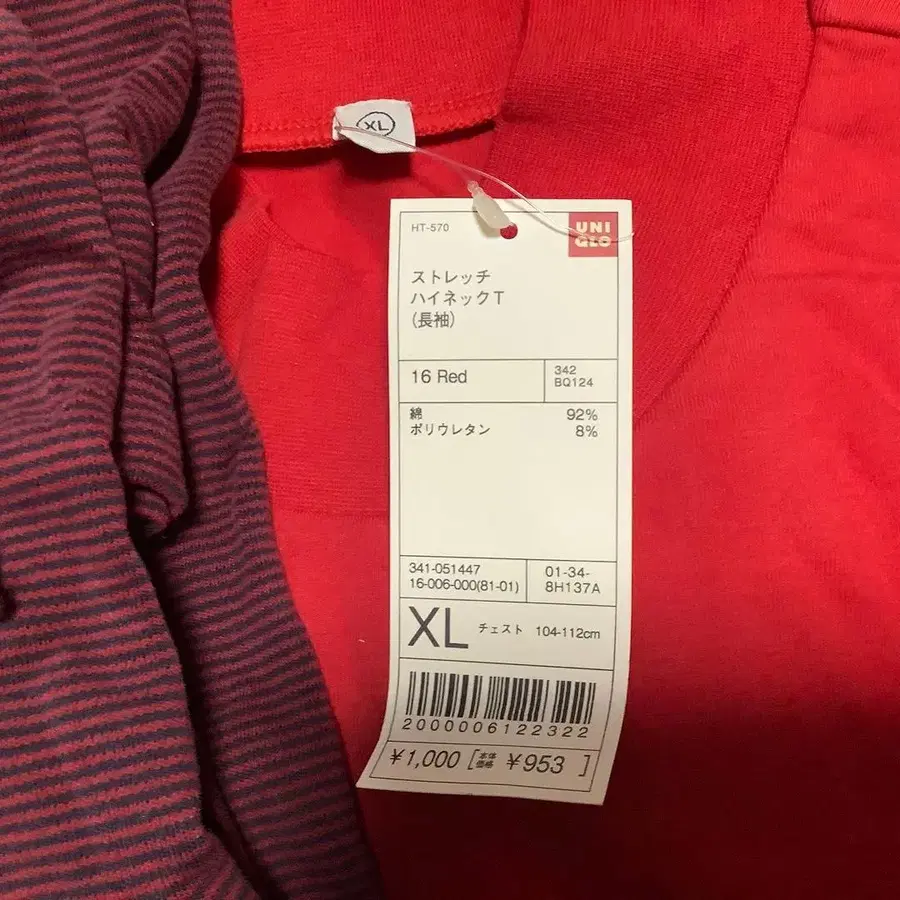 XL
HT-570
UNI
QLO
ストレッチ
ハイネックT
(長袖)
16 Red
342
BQ124
綿 92%
ポリウレタン 8%
341-051447
16-006-000(81-01)
01-34-
8H137A
XL チェスト 104-112cm
2000006122322
¥1,000 [本体価格 ¥953 ]